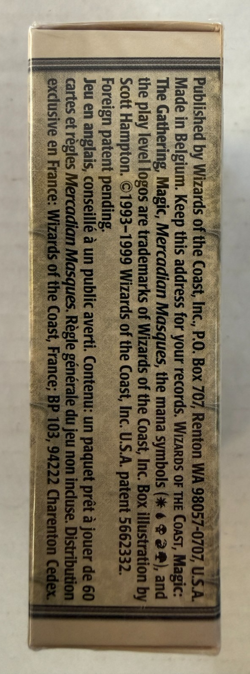 Published by Wizards of the Coast, Inc., P.O. Box 707, Renton WA 98057-0707, U.S.A.
Made in Belgium. Keep this address for your records. WIZARDS OF THE COAST, Magic:
The Gathering, Magic, Mercadian Masques, the mana symbols (), and
the play level logos are trademarks of Wizards of the Coast, Inc. Box illustration by
Scott Hampton. ©1993–1999 Wizards of the Coast, Inc. U.S.A. patent 5662332.
Foreign patent pending.
Jeu en anglais, conseillé à un public averti. Contenu: un paquet prêt à jouer de 60
cartes et règles Mercadian Masques. Règle générale du jeu non incluse. Distribution
exclusive en France: Wizards of the Coast, France; BP 103, 94222 Charenton Cedex.